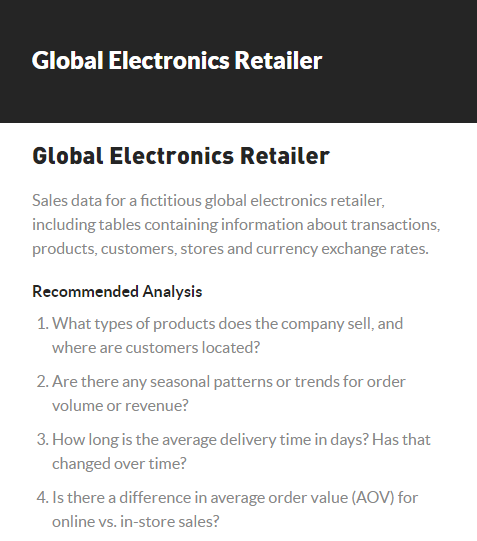 Global Electronics Retailer
Global Electronics Retailer
Sales data for a fictitious global electronics retailer,
including tables containing information about transactions,
products, customers, stores and currency exchange rates.
Recommended Analysis
1. What types of products does the company sell, and
where are customers located?
2. Are there any seasonal patterns or trends for order
volume or revenue?
3. How long is the average delivery time in days? Has that
changed over time?
4. Is there a difference in average order value (AOV) for
online vs. in-store sales?